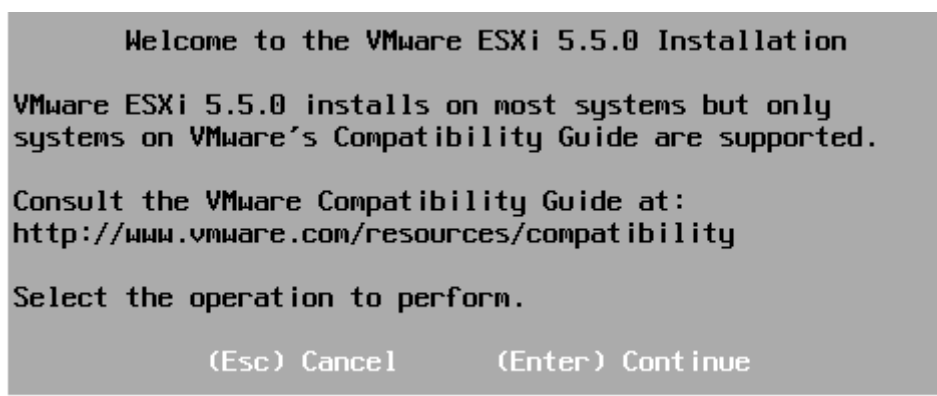 Welcome to the VMware ESXi 5.5.0 Installation
VMware ESXi 5.5.0 installs on most systems but only
systems on VMware's Compatibility Guide are supported.
Consult the VMware Compatibility Guide at:
http://www.vmware.com/resources/compatibility
Select the operation to perform.
(Esc) Cancel (Enter) Continue